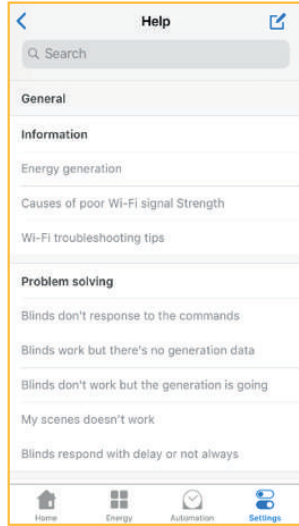 Help
Search
General
Information
Energy generation
Causes of poor Wi-Fi signal Strength
Wi-Fi troubleshooting tips
Problem solving
Blinds don't response to the commands
Blinds work but there's no generation data
Blinds don't work but the generation is going
My scenes doesn't work
Blinds respond with delay or not always
Home Energy Automation Settings